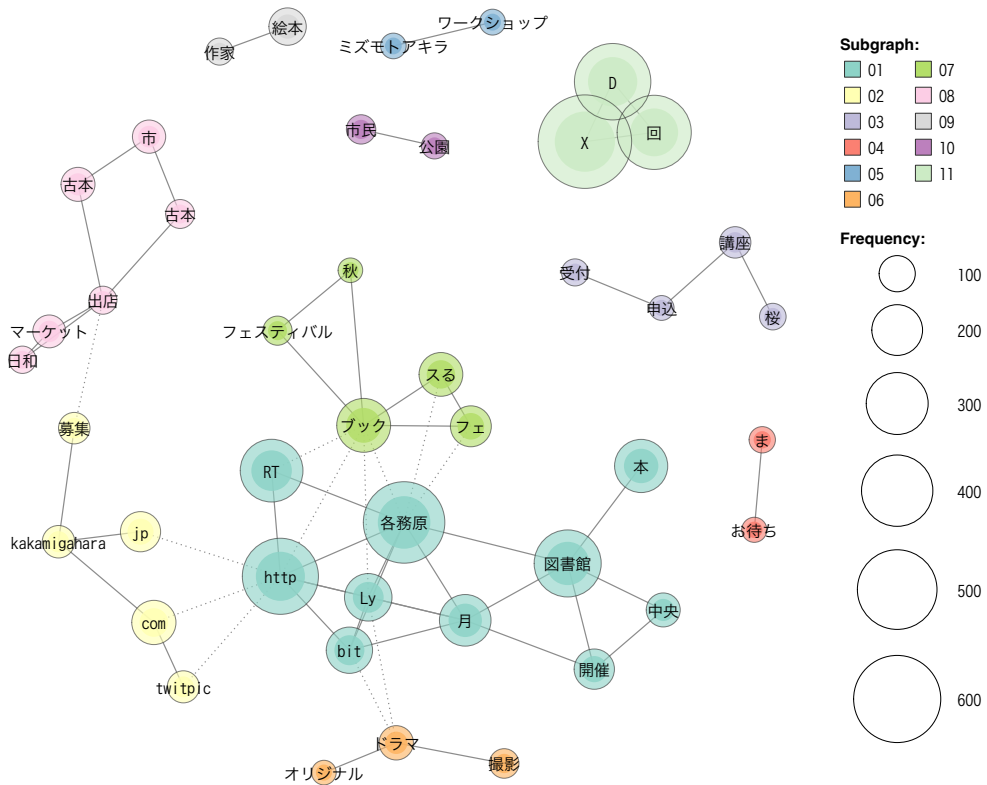 絵本
作家
ワークショップ
ミズモトアキラ
D
X
回
市民
公園
市
古本
古本
出店
マーケット
日和
募集
秋
フェスティバル
スる
ブック
フェ
講座
受付
申込
桜
RT
各務原
本
ま
お待ち
jp
kakamigahara
http
図書館
Ly
月
中央
com
bit
開催
twitpic
ドラマ
オリジナル
撮影
Subgraph:
01
02
03
04
05
06
07
08
09
10
11
Frequency:
100
200
300
400
500
600